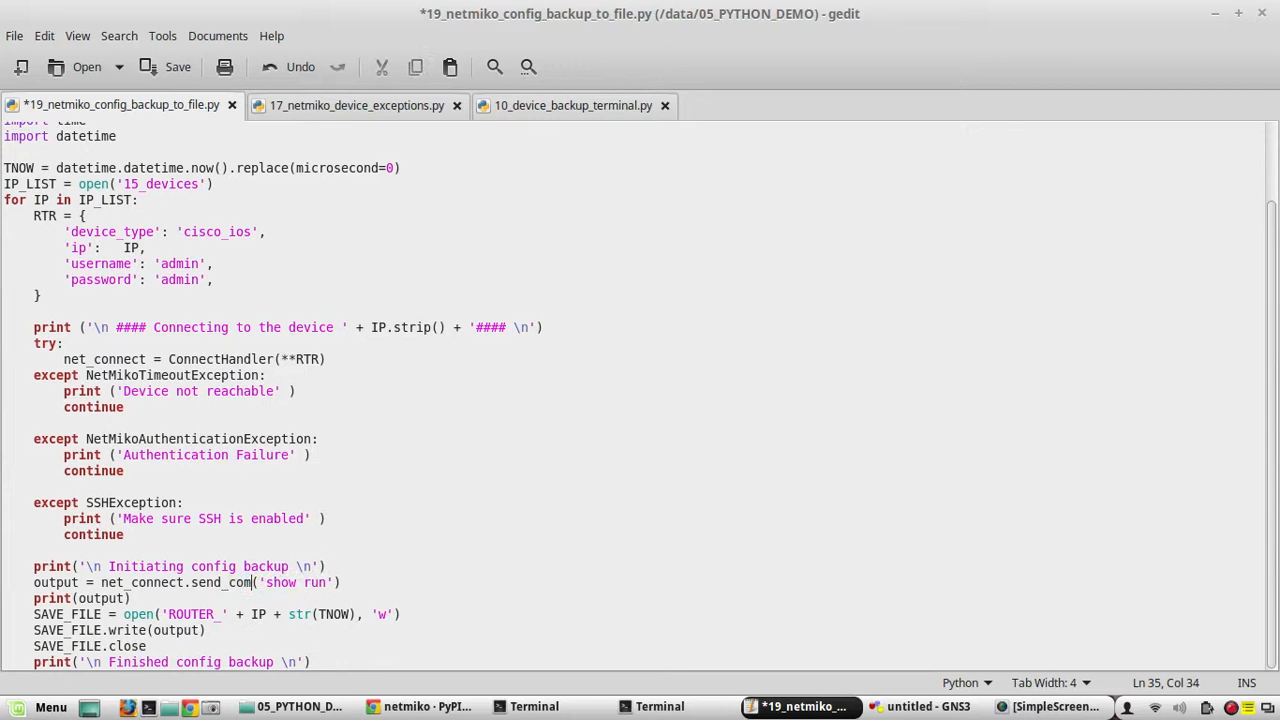 *19_netmiko_config_backup_to_file.py (/data/05_PYTHON_DEMO) - gedit
File Edit View Search Tools Documents Help
Open Save Undo
*19_netmiko_config_backup_to_file.py 17_netmiko_device_exceptions.py 10_device_backup_terminal.py
import time
import datetime
TNOW = datetime.datetime.now().replace(microsecond=0)
IP_LIST = open('15_devices')
for IP in IP_LIST:
    RTR = {
        'device_type': 'cisco_ios',
        'ip':   IP,
        'username': 'admin',
        'password': 'admin',
    }
    print ('\n #### Connecting to the device ' + IP.strip() + '#### \n')
    try:
        net_connect = ConnectHandler(**RTR)
    except NetMikoTimeoutException:
        print ('Device not reachable' )
        continue
    except NetMikoAuthenticationException:
        print ('Authentication Failure' )
        continue
    except SSHException:
        print ('Make sure SSH is enabled' )
        continue
    print('\n Initiating config backup \n')
    output = net_connect.send_com('show run')
    print(output)
    SAVE_FILE = open('ROUTER_' + IP + str(TNOW), 'w')
    SAVE_FILE.write(output)
    SAVE_FILE.close
    print('\n Finished config backup \n')
Python Tab Width: 4 Ln 35, Col 34 INS
Menu 05_PYTHON_D... netmiko · PyPI... Terminal Terminal *19_netmiko_... untitled - GNS3 [SimpleScreen...